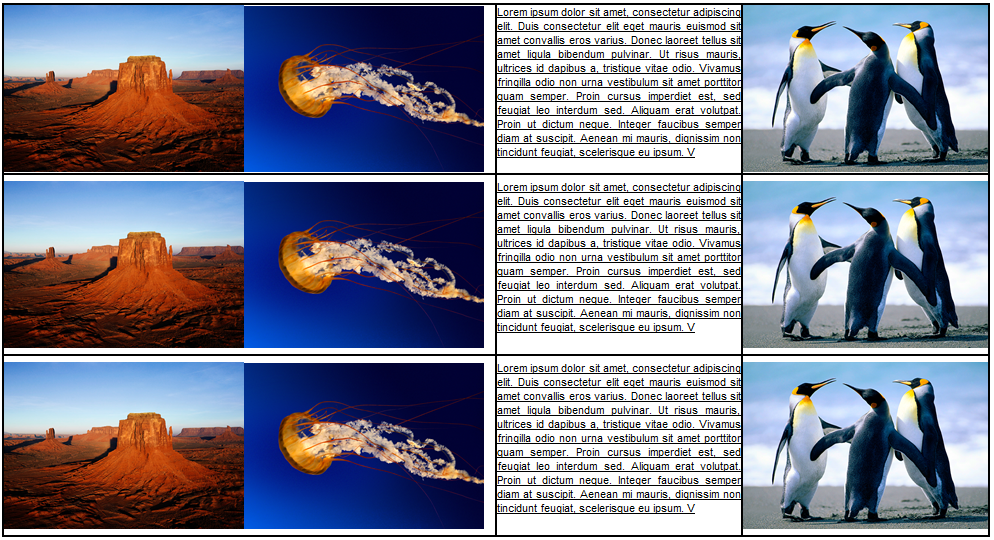 Lorem ipsum dolor sit amet, consectetur adipiscing
elit. Duis consectetur elit eget mauris euismod sit
amet convallis eros varius. Donec laoreet tellus sit
amet ligula bibendum pulvinar. Ut risus mauris,
ultrices id dapibus a, tristique vitae odio. Vivamus
fringilla odio non urna vestibulum sit amet porttitor
quam semper. Proin cursus imperdiet est, sed
feugiat leo interdum sed. Aliquam erat volutpat.
Proin ut dictum neque. Integer faucibus semper
diam at suscipit. Aenean mi mauris, dignissim non
tincidunt feugiat, scelerisque eu ipsum. V
Lorem ipsum dolor sit amet, consectetur adipiscing
elit. Duis consectetur elit eget mauris euismod sit
amet convallis eros varius. Donec laoreet tellus sit
amet ligula bibendum pulvinar. Ut risus mauris,
ultrices id dapibus a, tristique vitae odio. Vivamus
fringilla odio non urna vestibulum sit amet porttitor
quam semper. Proin cursus imperdiet est, sed
feugiat leo interdum sed. Aliquam erat volutpat.
Proin ut dictum neque. Integer faucibus semper
diam at suscipit. Aenean mi mauris, dignissim non
tincidunt feugiat, scelerisque eu ipsum. V
Lorem ipsum dolor sit amet, consectetur adipiscing
elit. Duis consectetur elit eget mauris euismod sit
amet convallis eros varius. Donec laoreet tellus sit
amet ligula bibendum pulvinar. Ut risus mauris,
ultrices id dapibus a, tristique vitae odio. Vivamus
fringilla odio non urna vestibulum sit amet porttitor
quam semper. Proin cursus imperdiet est, sed
feugiat leo interdum sed. Aliquam erat volutpat.
Proin ut dictum neque. Integer faucibus semper
diam at suscipit. Aenean mi mauris, dignissim non
tincidunt feugiat, scelerisque eu ipsum. V